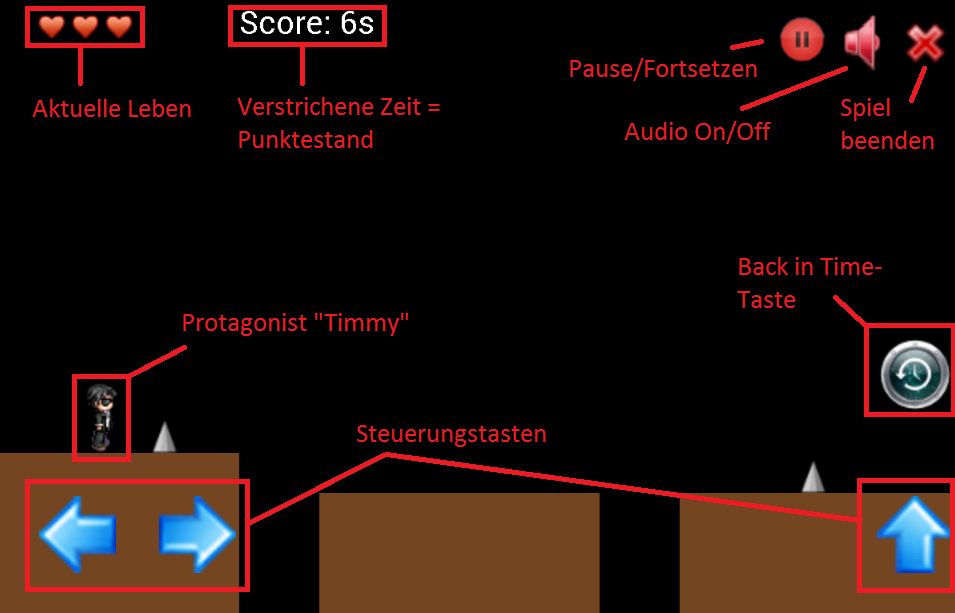 Score: 6s
Aktuelle Leben
Verstrichene Zeit =
Punktestand
Pause/Fortsetzen
Audio On/Off
Spiel
beenden
Back in Time-
Taste
Protagonist "Timmy"
Steuerungstasten